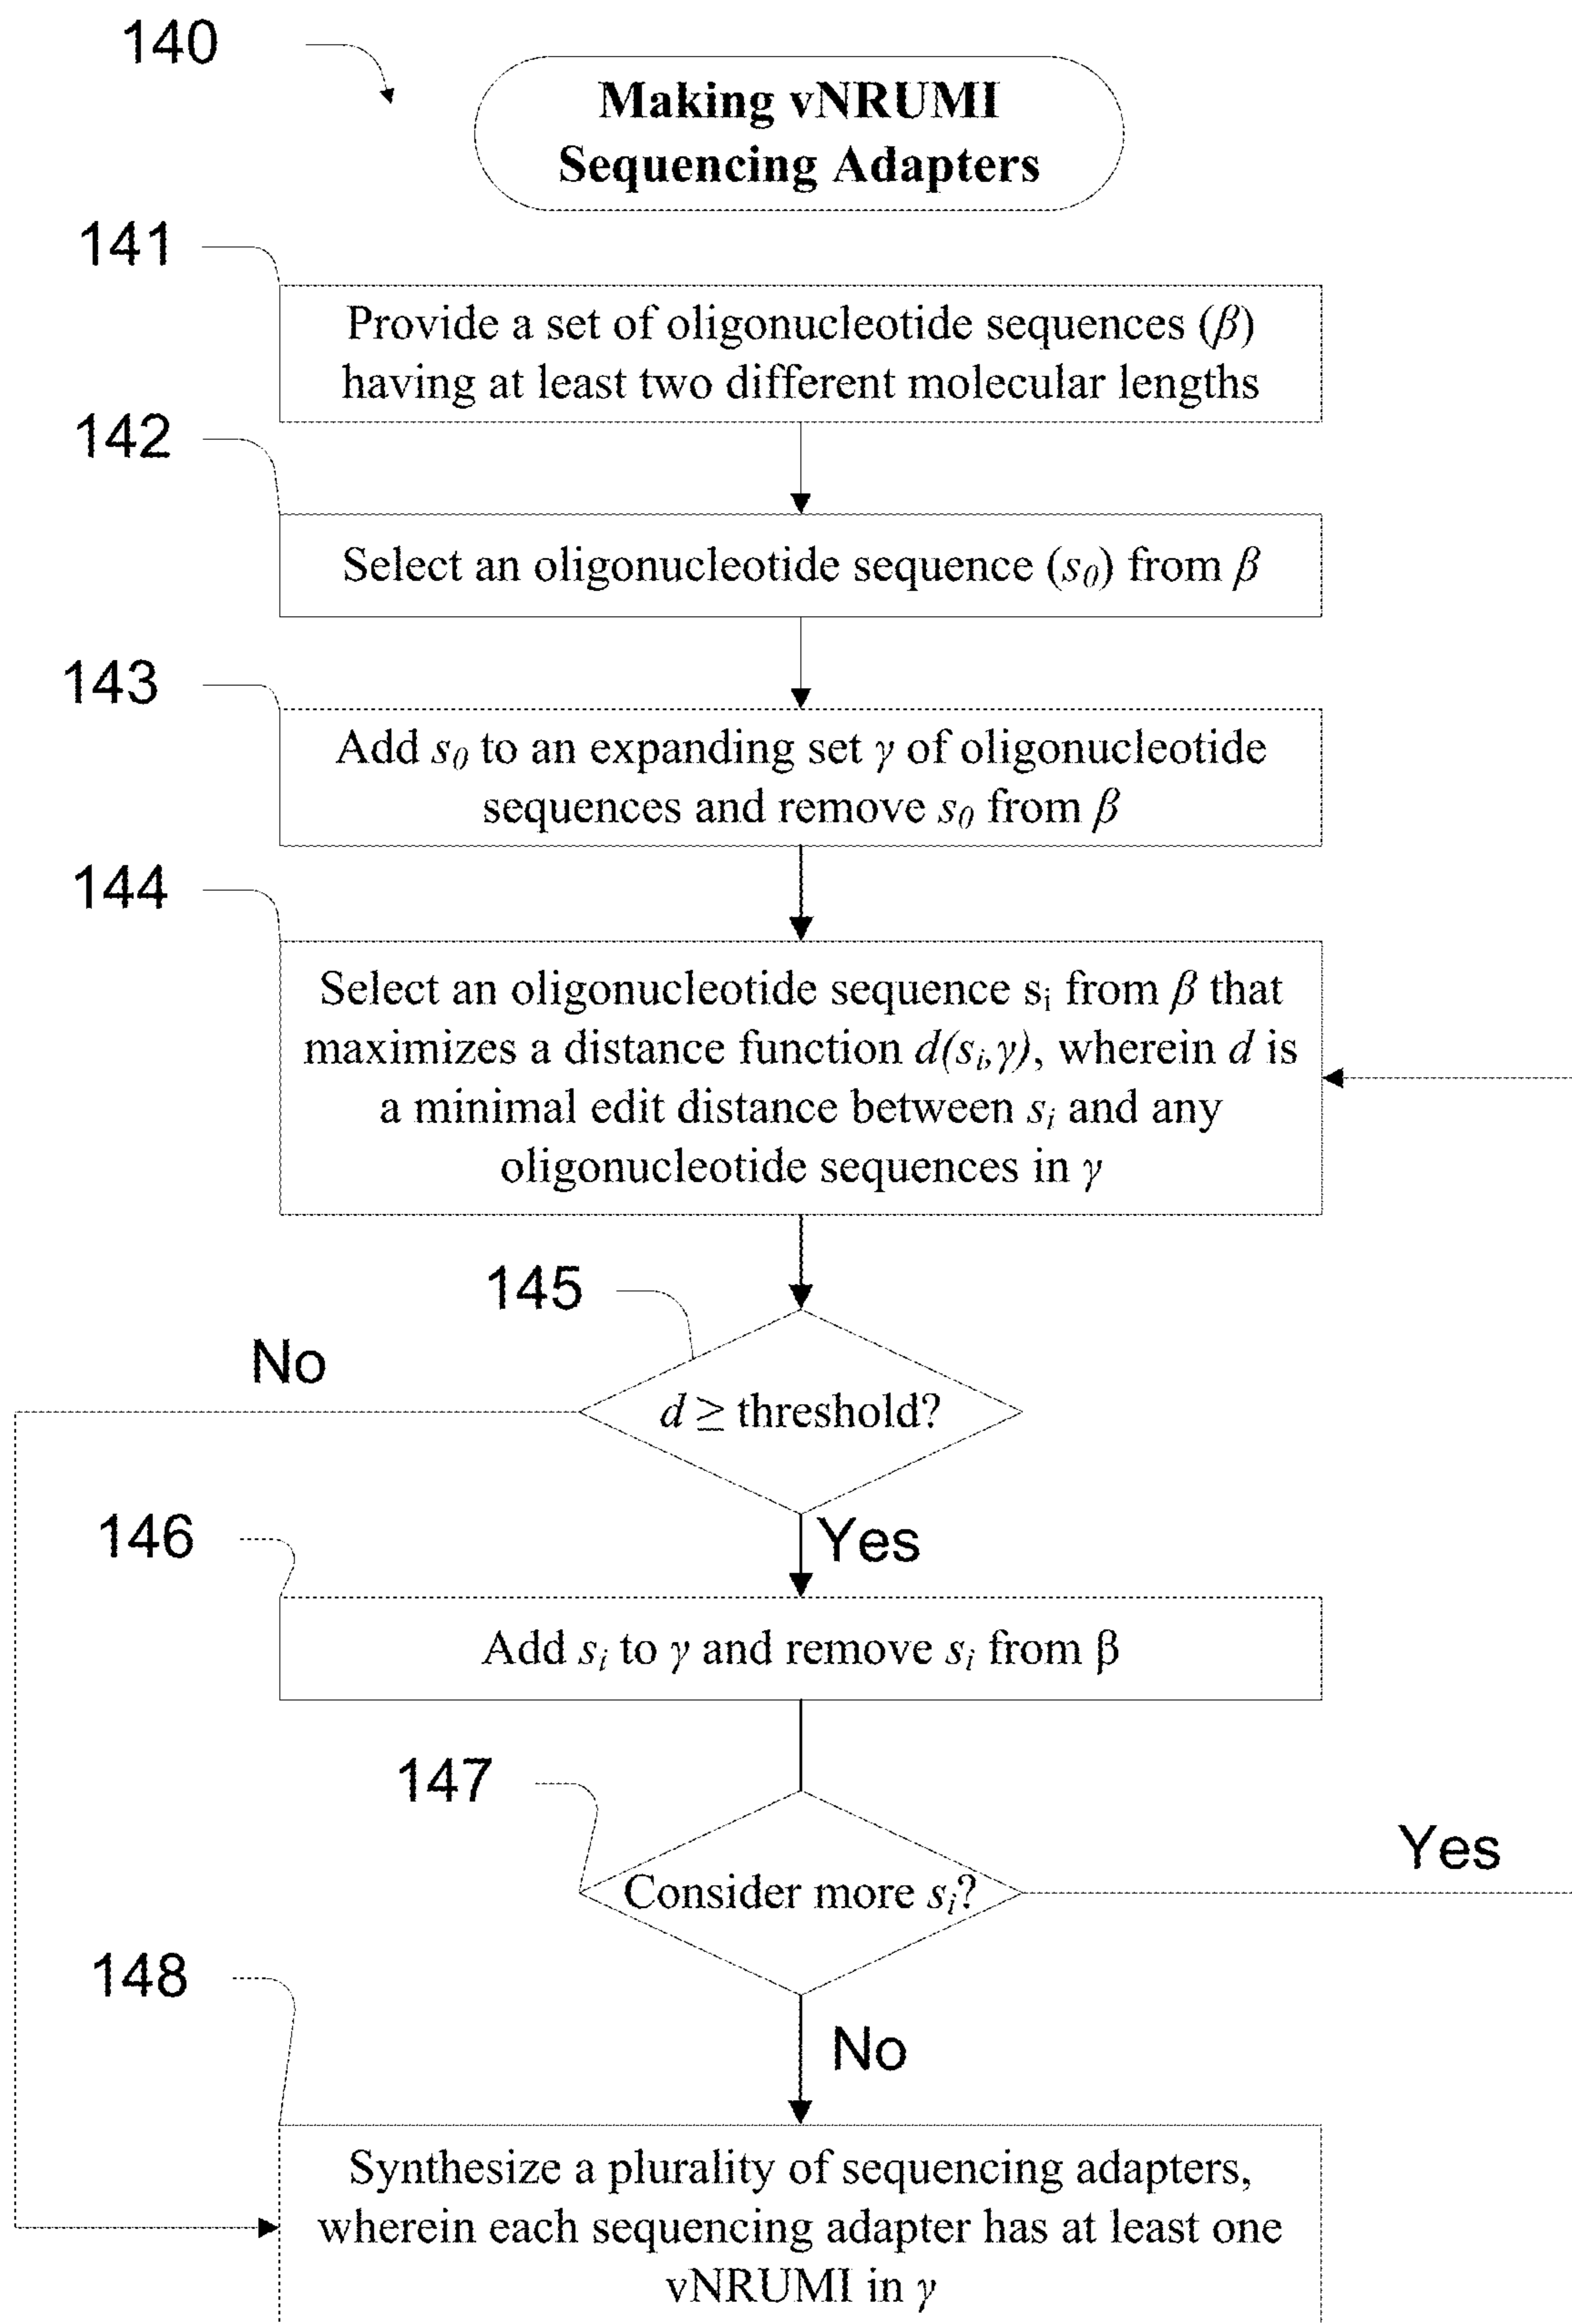 140
Making vNRUMI
Sequencing Adapters
141
Provide a set of oligonucleotide sequences (β)
having at least two different molecular lengths
142
Select an oligonucleotide sequence (s₀) from β
143
Add s₀ to an expanding set γ of oligonucleotide
sequences and remove s₀ from β
144
Select an oligonucleotide sequence sᵢ from β that
maximizes a distance function d(sᵢ,γ), wherein d is
a minimal edit distance between sᵢ and any
oligonucleotide sequences in γ
145
No
d ≥ threshold?
Yes
146
Add sᵢ to γ and remove sᵢ from β
147
Yes
Consider more sᵢ?
148
No
Synthesize a plurality of sequencing adapters,
wherein each sequencing adapter has at least one
vNRUMI in γ